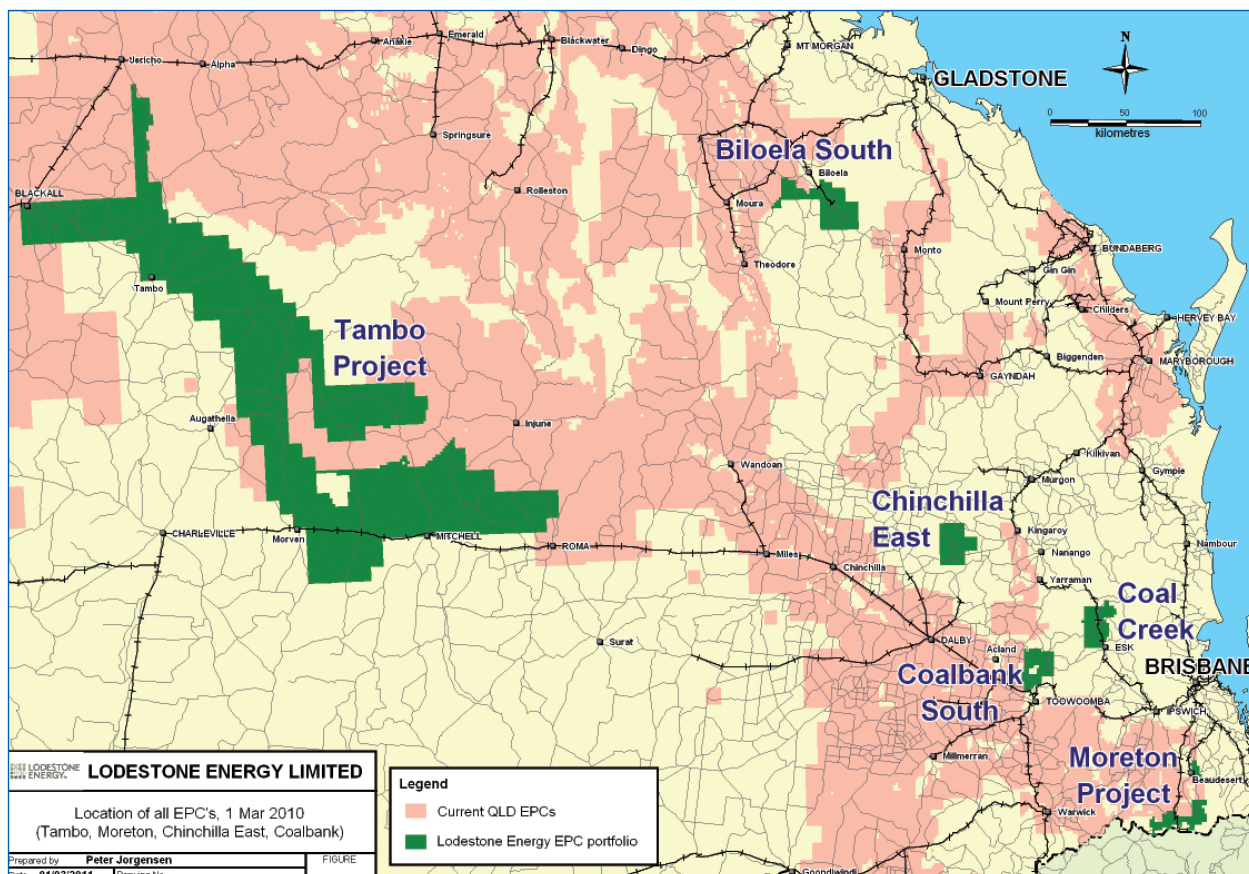 Jericho
Alpha
Anakie
Emerald
Blackwater
Dingo
MT MORGAN
GLADSTONE
N
0 50 100
kilometres
Springsure
Rolleston
BLACKALL
Tambo
Moura
Theodore
Biloela South
Biloela
Monto
BUNDABERG
Gin Gin
Mount Perry
Childers
HERVEY BAY
Biggenden
MARYBOROUGH
GAYNDAH
Tambo
Project
Augathella
Injune
Wandoan
Kilkivan
Gympie
Murgon
Chinchilla
East
Kingaroy
Nanango
Nambour
Yarraman
CHARLEVILLE
Morven
MITCHELL
ROMA
Miles
Chinchilla
Surat
DALBY
Acland
Coal
Creek
ESK
BRISBANE
Coalbank
South
TOOWOOMBA
IPSWICH
Millmerran
Moreton
Project
Beaudesert
Warwick
Goondiwindi
LODESTONE
ENERGY
LODESTONE ENERGY LIMITED
Location of all EPC's, 1 Mar 2010
(Tambo, Moreton, Chinchilla East, Coalbank)
Prepared by Peter Jorgensen
FIGURE
Legend
Current QLD EPCs
Lodestone Energy EPC portfolio